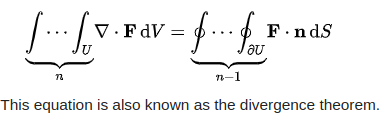 ∫⋯∫_U ∇ · F dV = ∮⋯∮_∂U F · n dS
n n−1
This equation is also known as the divergence theorem.